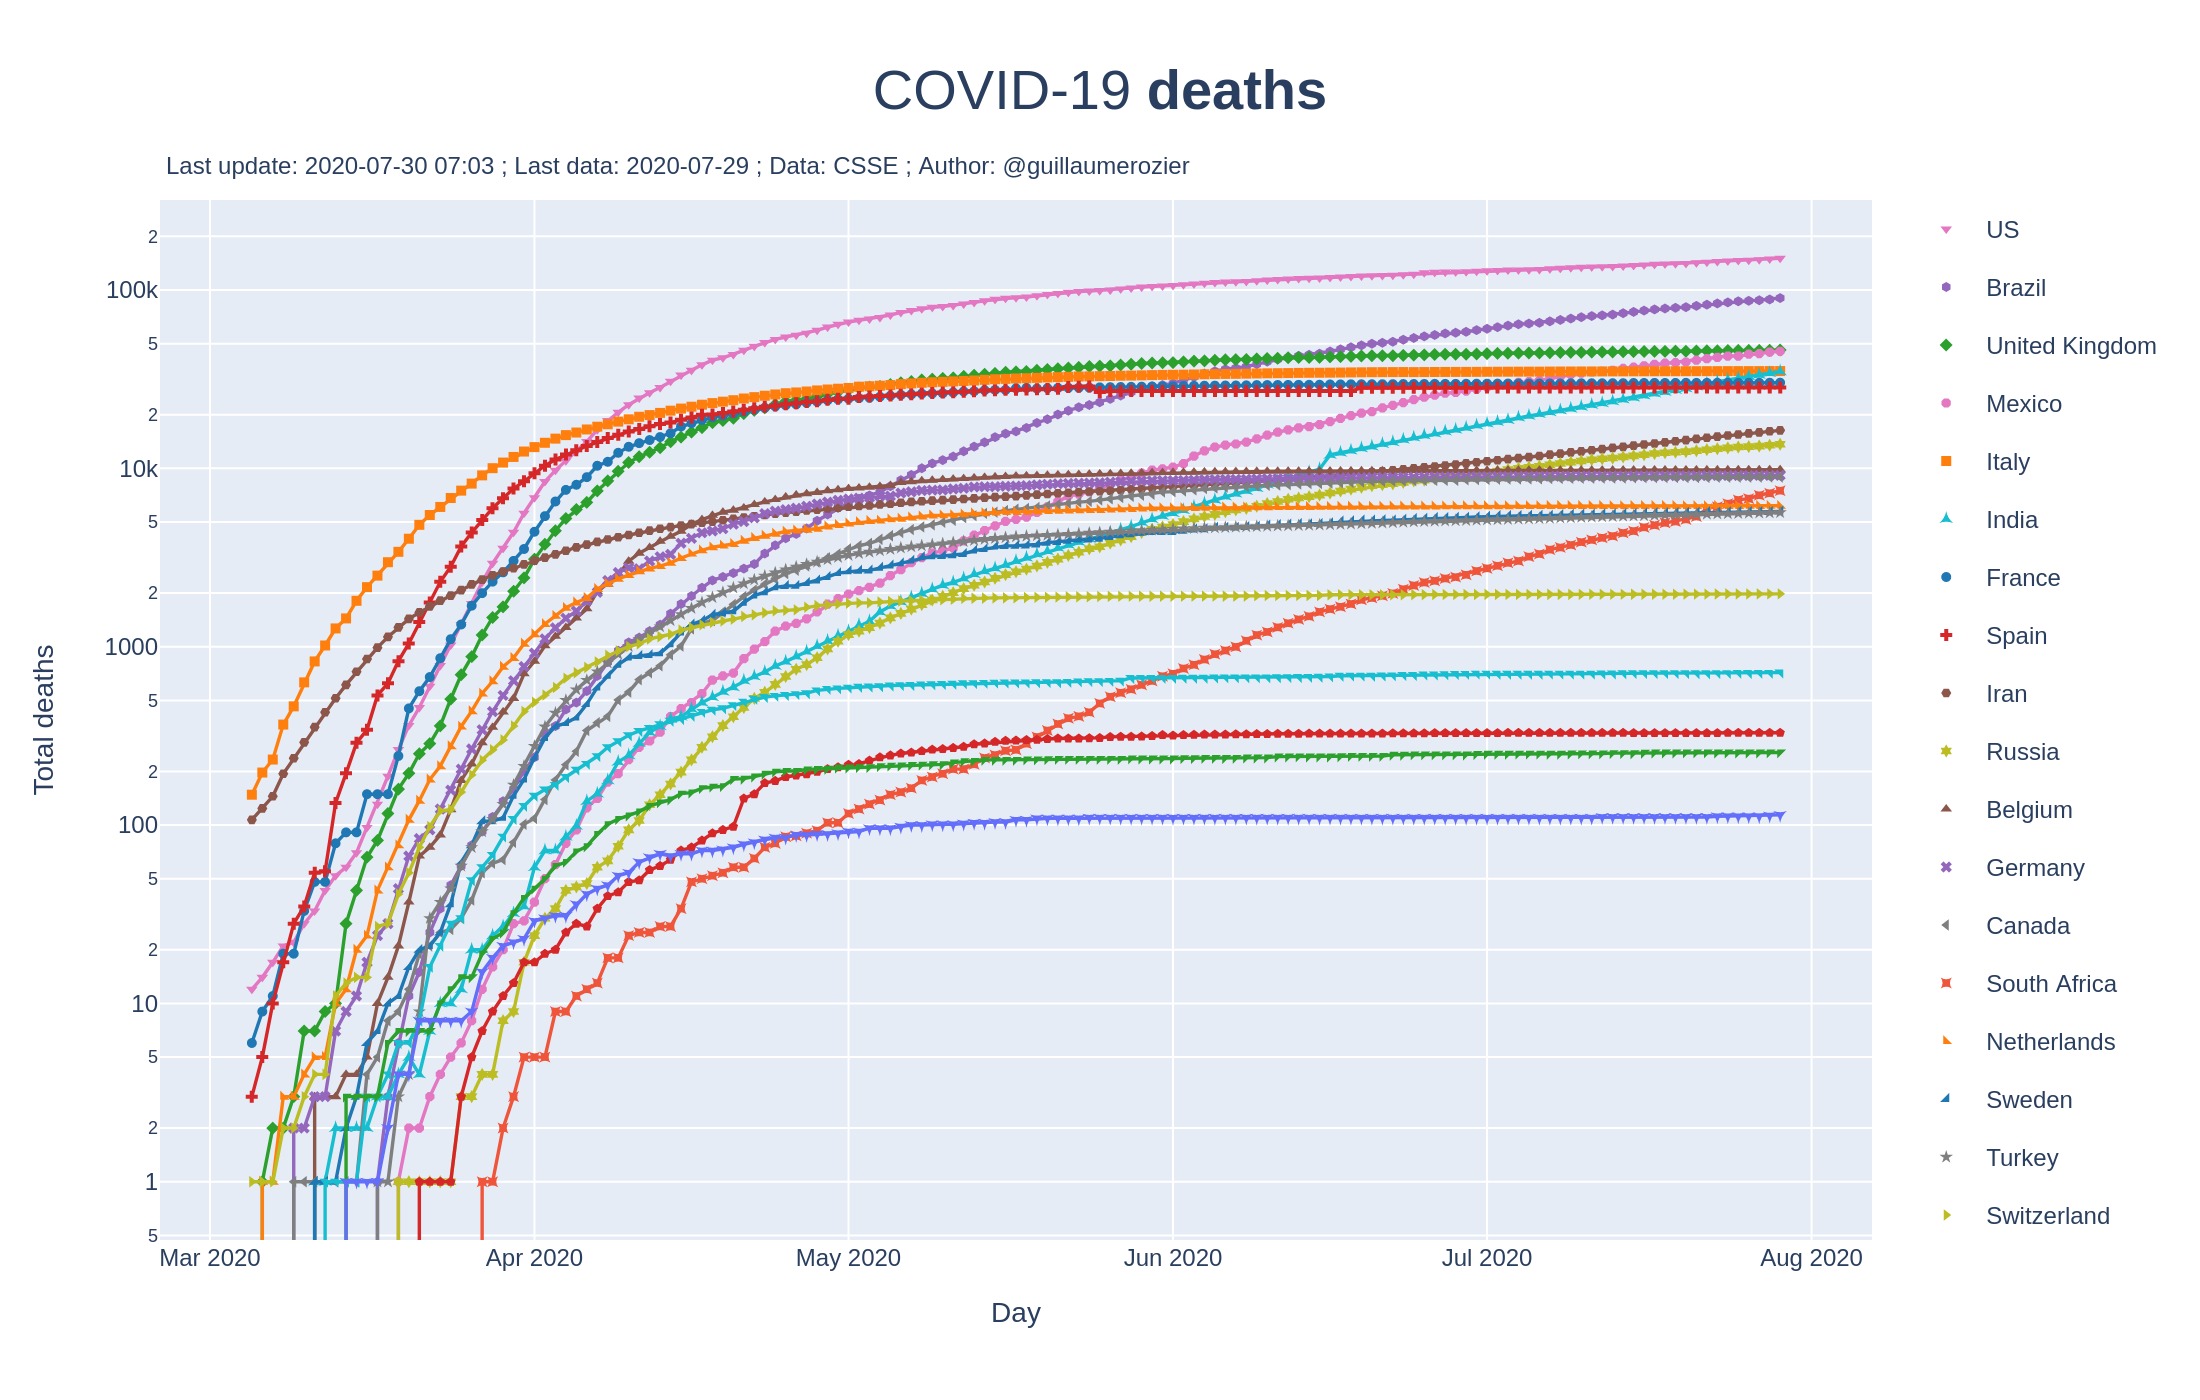 COVID-19 deaths
Last update: 2020-07-30 07:03 ; Last data: 2020-07-29 ; Data: CSSE ; Author: @guillaumerozier
2
100k
5
2
10k
5
2
1000
5
2
100
5
2
10
5
2
1
5
Total deaths
Mar 2020
Apr 2020
May 2020
Jun 2020
Jul 2020
Aug 2020
Day
US
Brazil
United Kingdom
Mexico
Italy
India
France
Spain
Iran
Russia
Belgium
Germany
Canada
South Africa
Netherlands
Sweden
Turkey
Switzerland